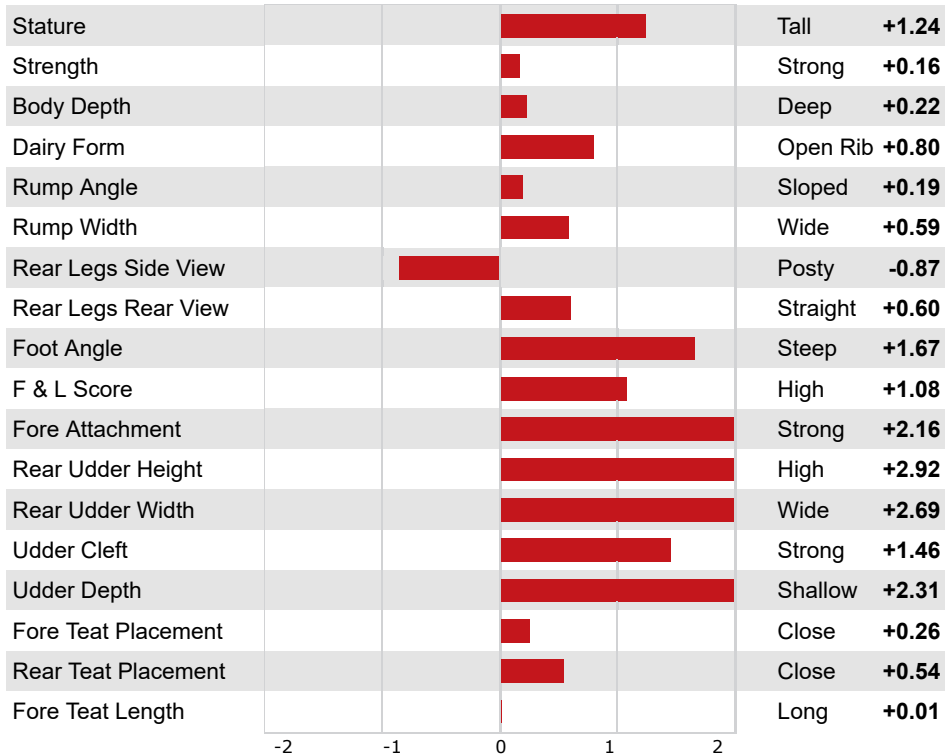 Stature Tall +1.24
Strength Strong +0.16
Body Depth Deep +0.22
Dairy Form Open Rib +0.80
Rump Angle Sloped +0.19
Rump Width Wide +0.59
Rear Legs Side View Posty -0.87
Rear Legs Rear View Straight +0.60
Foot Angle Steep +1.67
F & L Score High +1.08
Fore Attachment Strong +2.16
Rear Udder Height High +2.92
Rear Udder Width Wide +2.69
Udder Cleft Strong +1.46
Udder Depth Shallow +2.31
Fore Teat Placement Close +0.26
Rear Teat Placement Close +0.54
Fore Teat Length Long +0.01
-2 -1 0 1 2